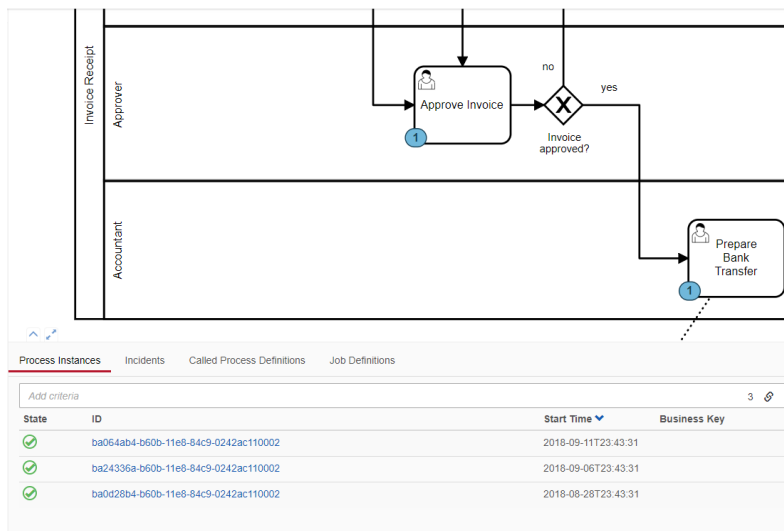 Invoice Receipt
Approver
no
yes
Approve Invoice
X
1
Invoice
approved?
Accountant
Prepare
Bank
Transfer
1
Process Instances Incidents Called Process Definitions Job Definitions
Add criteria 3
State ID Start Time Business Key
ba064ab4-b60b-11e8-84c9-0242ac110002 2018-09-11T23:43:31
ba24336a-b60b-11e8-84c9-0242ac110002 2018-09-06T23:43:31
ba0d28b4-b60b-11e8-84c9-0242ac110002 2018-08-28T23:43:31